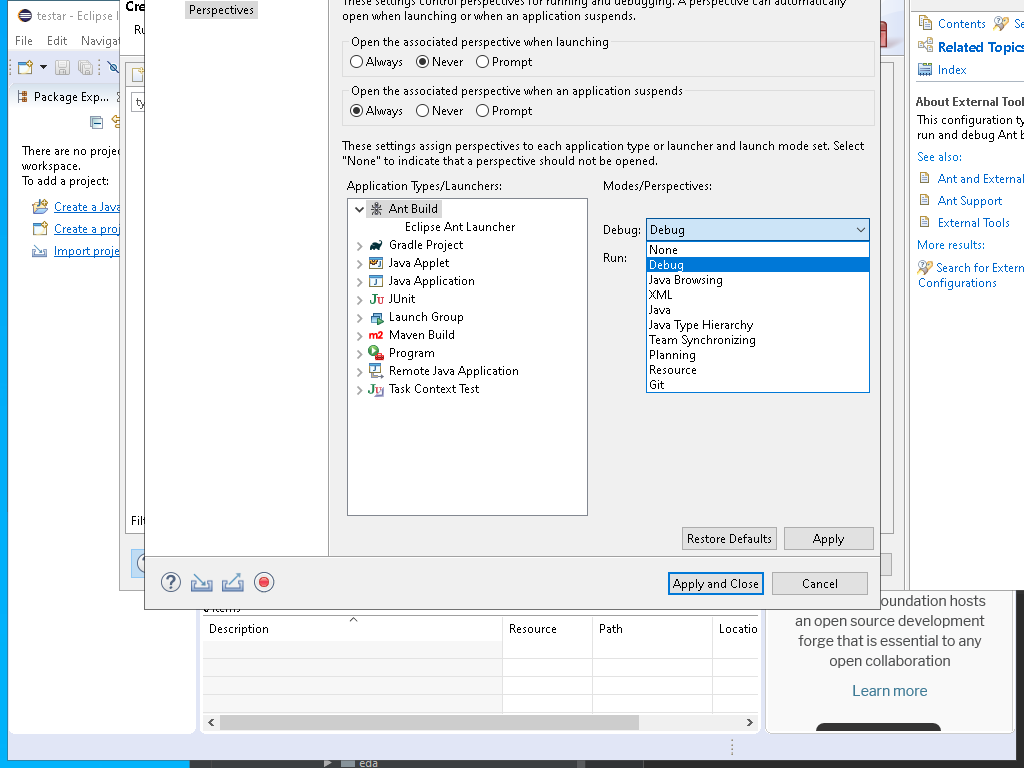 testar - Eclipse I
File Edit Naviga
Package Exp...
There are no proje
workspace.
To add a project:
Create a Java
Create a proj
Import proje
Cre
Ru
ty
Filt
Perspectives
These settings control perspectives for running and debugging. A perspective can automatically
open when launching or when an application suspends.
Open the associated perspective when launching
Always Never Prompt
Open the associated perspective when an application suspends
Always Never Prompt
These settings assign perspectives to each application type or launcher and launch mode set. Select
"None" to indicate that a perspective should not be opened.
Application Types/Launchers:
Ant Build
Eclipse Ant Launcher
Gradle Project
Java Applet
Java Application
JUnit
Launch Group
Maven Build
Program
Remote Java Application
Task Context Test
Modes/Perspectives:
Debug: Debug
Run:
None
Debug
Java Browsing
XML
Java
Java Type Hierarchy
Team Synchronizing
Planning
Resource
Git
Restore Defaults Apply
Apply and Close Cancel
Contents Se
Related Topics
Index
About External Tool
This configuration ty
run and debug Ant b
See also:
Ant and External
Ant Support
External Tools
More results:
Search for Extern
Configurations
Description Resource Path Locatio
oundation hosts
an open source development
forge that is essential to any
open collaboration
Learn more
eda